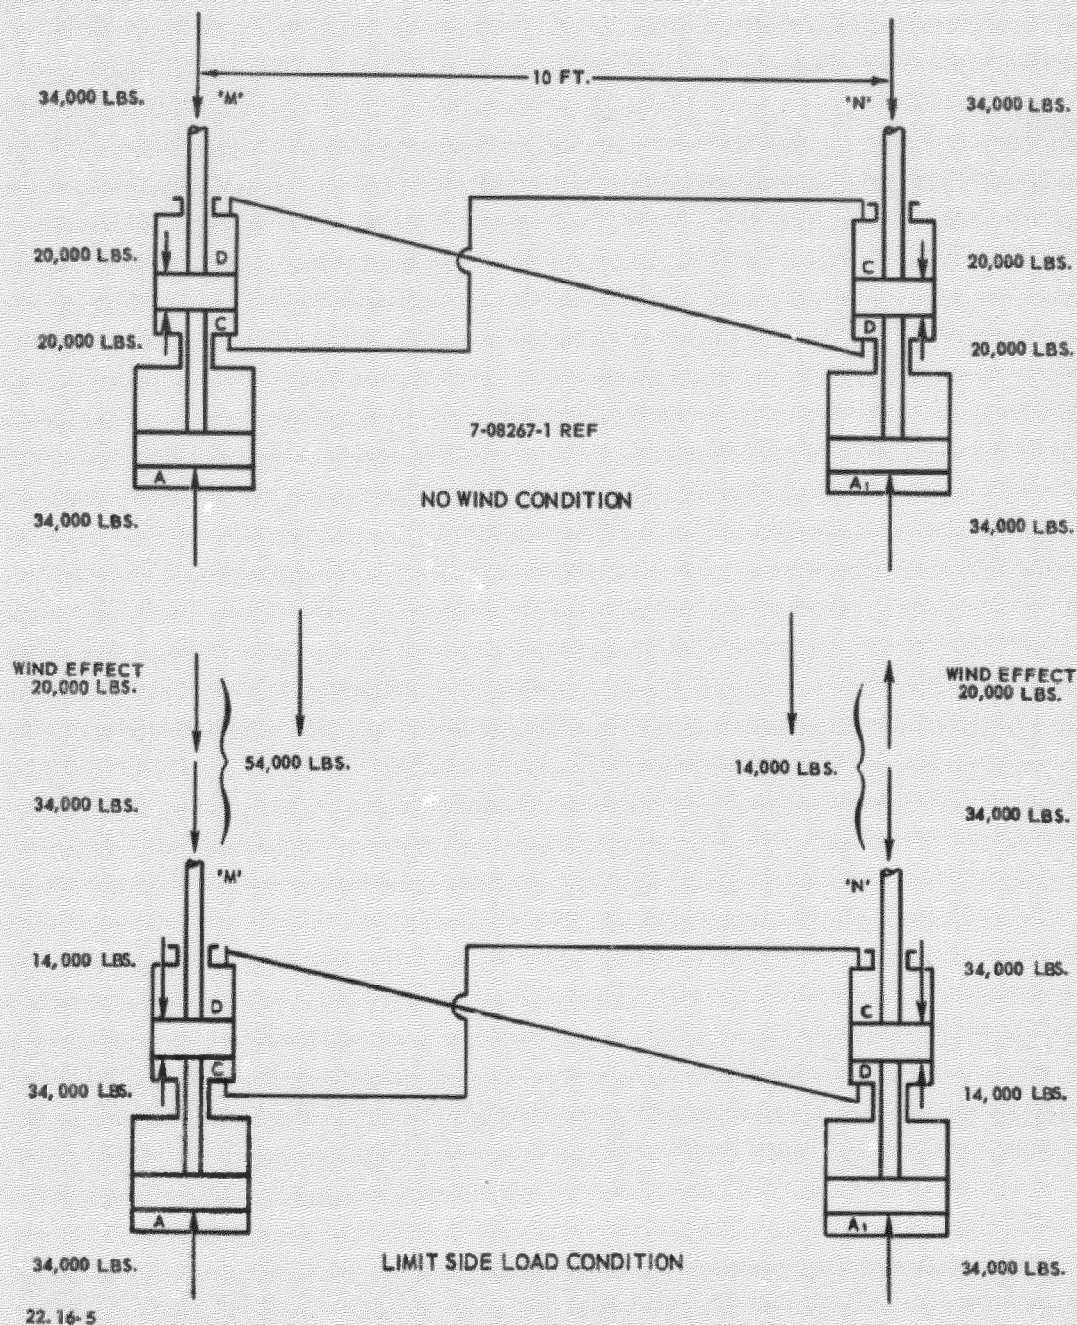 10 FT.
34,000 LBS.
'M'
'N'
34,000 LBS.
20,000 LBS.
D
C
20,000 LBS.
20,000 LBS.
C
D
20,000 LBS.
7-08267-1 REF
A
A1
NO WIND CONDITION
34,000 LBS.
34,000 LBS.
WIND EFFECT
20,000 LBS.
WIND EFFECT
20,000 LBS.
54,000 LBS.
14,000 LBS.
34,000 LBS.
34,000 LBS.
'M'
'N'
14,000 LBS.
34,000 LBS.
D
C
C
D
34,000 LBS.
14,000 LBS.
A
A1
LIMIT SIDE LOAD CONDITION
34,000 LBS.
34,000 LBS.
22.16-5